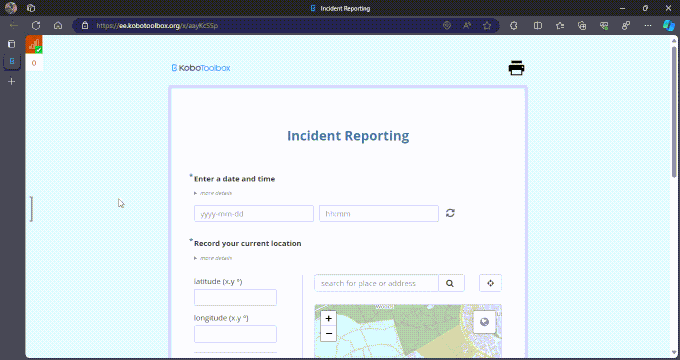 Incident Reporting
https://ee.kobotoolbox.org/x/aayKcSSp
0
KoboToolbox
Incident Reporting
* Enter a date and time
more details
yyyy-mm-dd
hh:mm
* Record your current location
more details
latitude (x.y °)
search for place or address
longitude (x.y °)
+
−